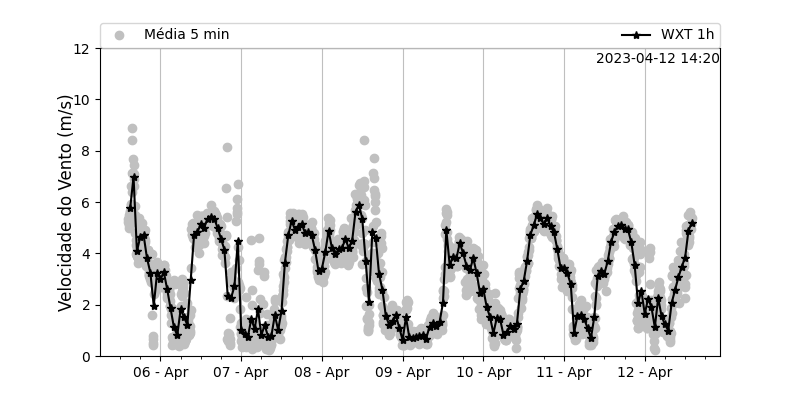 Média 5 min
WXT 1h
2023-04-12 14:20
Velocidade do Vento (m/s)
12
10
8
6
4
2
0
06 - Apr
07 - Apr
08 - Apr
09 - Apr
10 - Apr
11 - Apr
12 - Apr